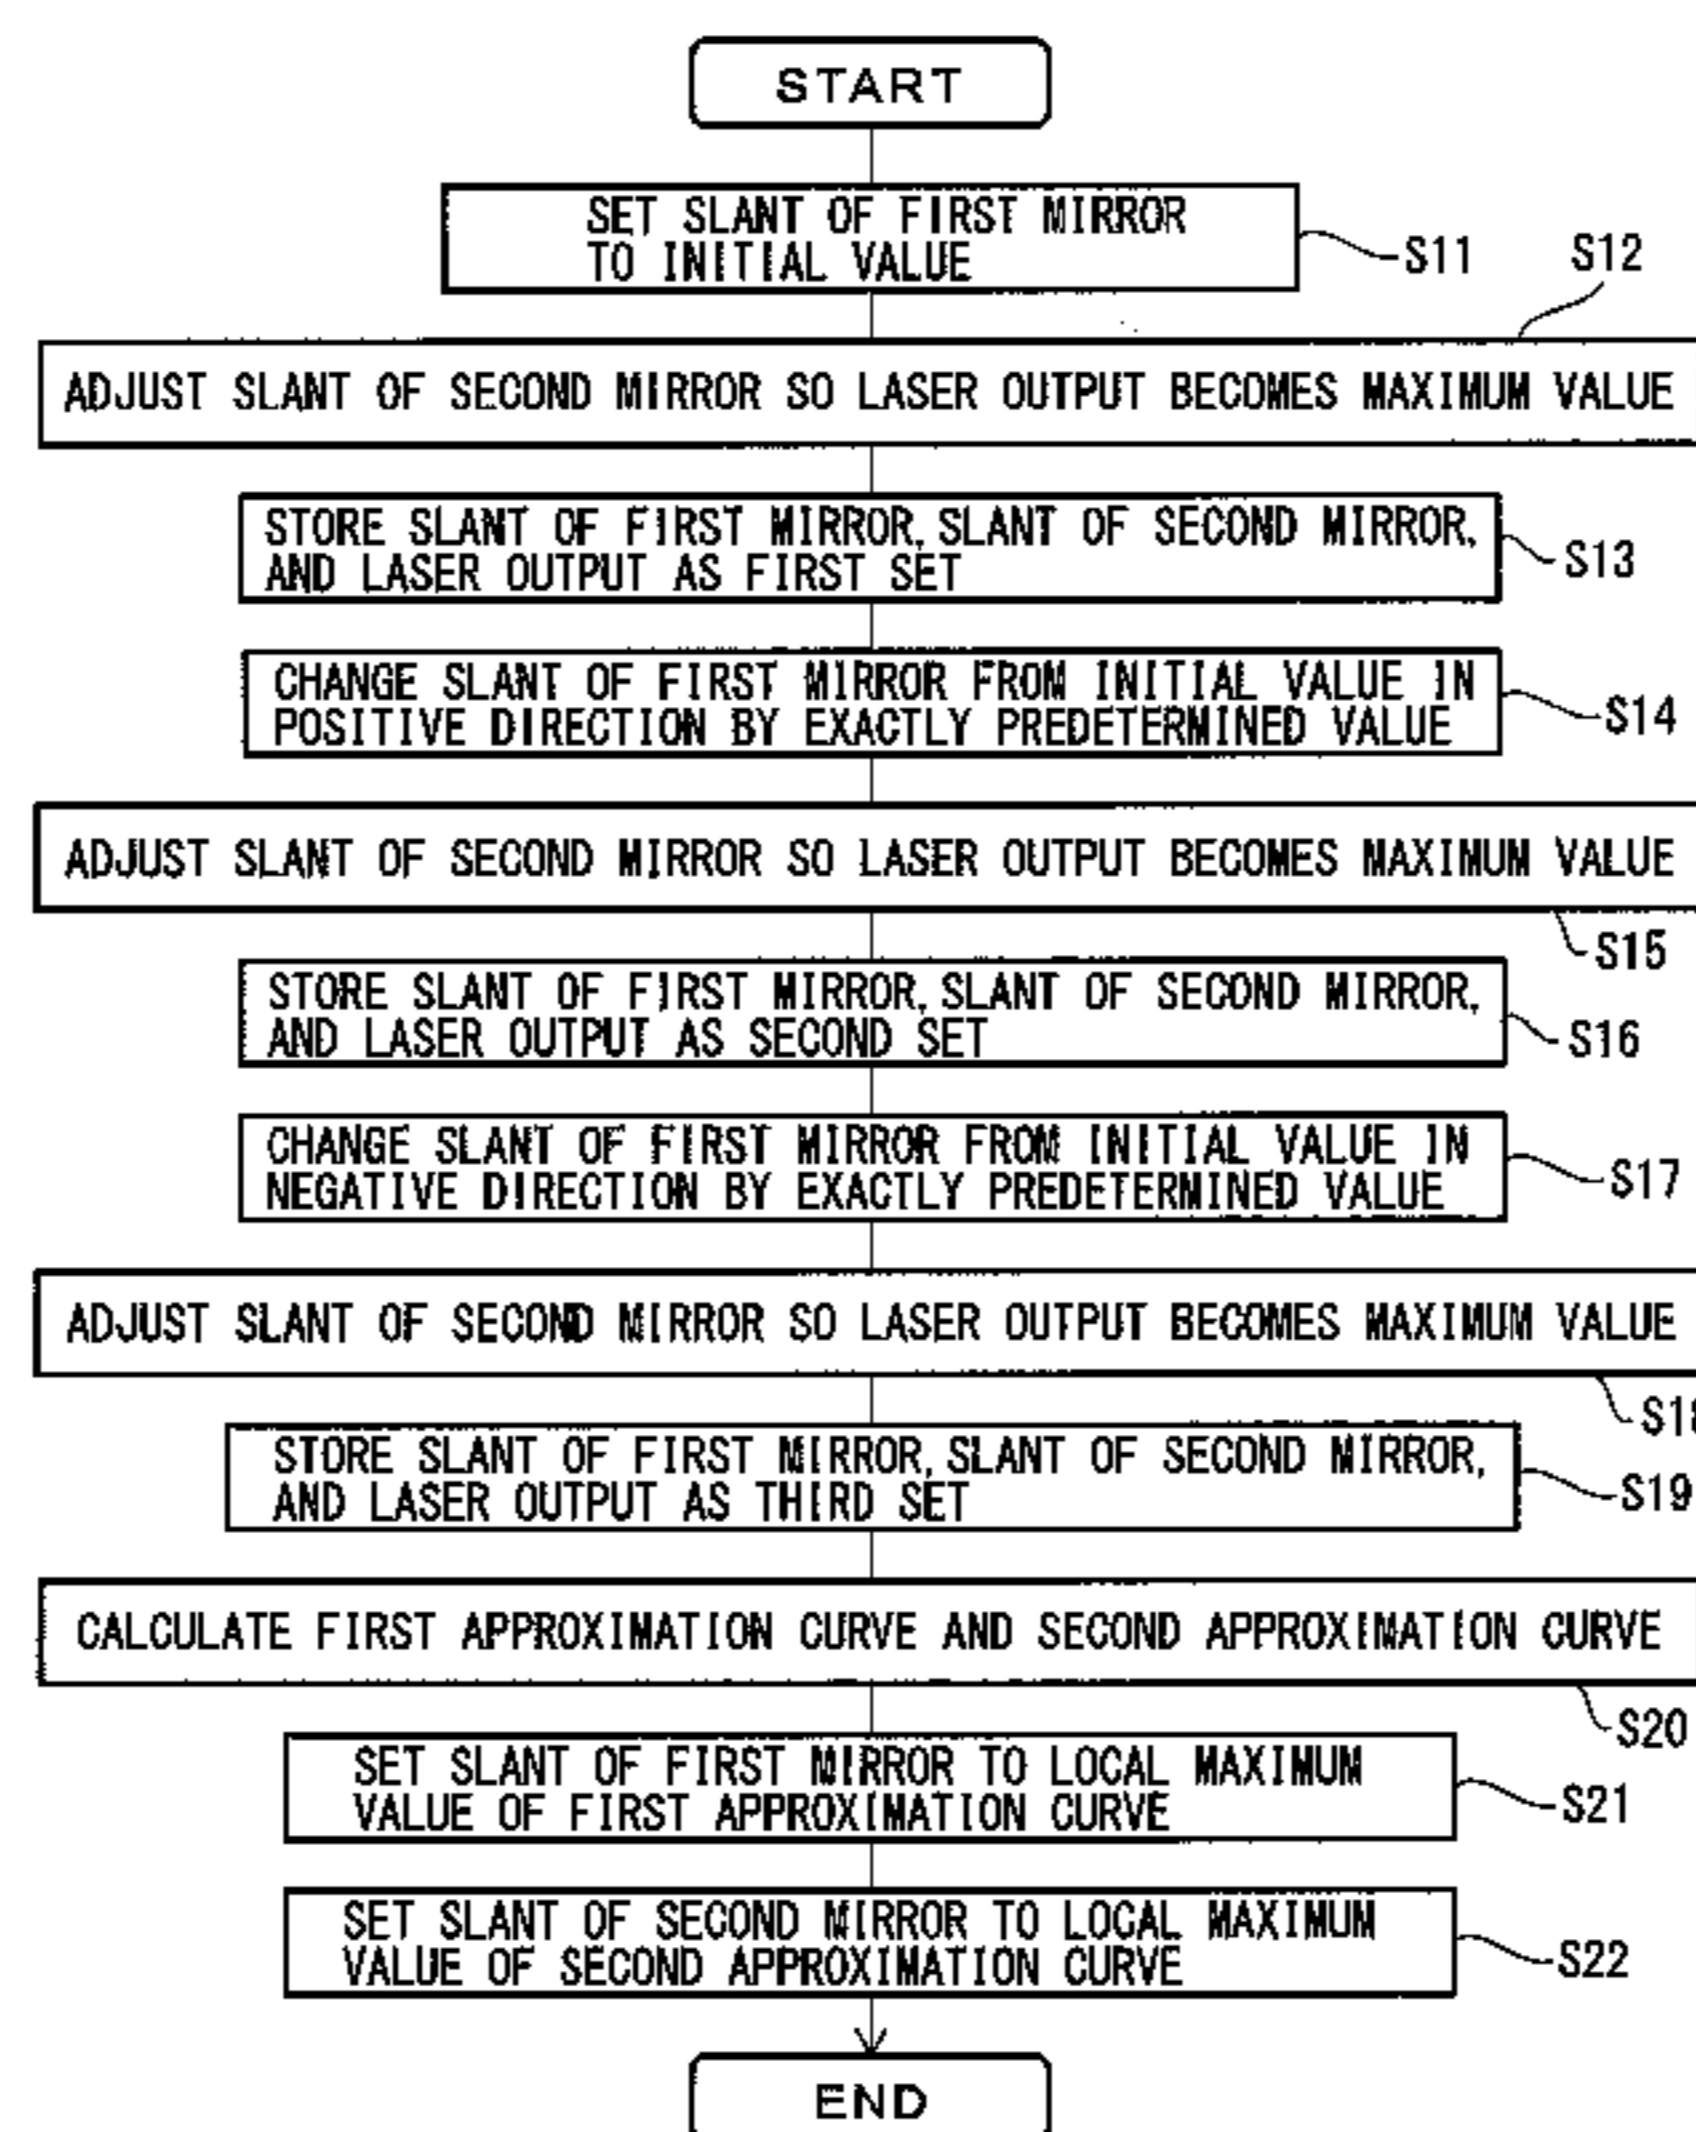 START
SET SLANT OF FIRST MIRROR
TO INITIAL VALUE
S11
S12
ADJUST SLANT OF SECOND MIRROR SO LASER OUTPUT BECOMES MAXIMUM VALUE
STORE SLANT OF FIRST MIRROR, SLANT OF SECOND MIRROR,
AND LASER OUTPUT AS FIRST SET
S13
CHANGE SLANT OF FIRST MIRROR FROM INITIAL VALUE IN
POSITIVE DIRECTION BY EXACTLY PREDETERMINED VALUE
S14
ADJUST SLANT OF SECOND MIRROR SO LASER OUTPUT BECOMES MAXIMUM VALUE
S15
STORE SLANT OF FIRST MIRROR, SLANT OF SECOND MIRROR,
AND LASER OUTPUT AS SECOND SET
S16
CHANGE SLANT OF FIRST MIRROR FROM INITIAL VALUE IN
NEGATIVE DIRECTION BY EXACTLY PREDETERMINED VALUE
S17
ADJUST SLANT OF SECOND MIRROR SO LASER OUTPUT BECOMES MAXIMUM VALUE
STORE SLANT OF FIRST MIRROR, SLANT OF SECOND MIRROR,
AND LASER OUTPUT AS THIRD SET
S19
CALCULATE FIRST APPROXIMATION CURVE AND SECOND APPROXIMATION CURVE
S20
SET SLANT OF FIRST MIRROR TO LOCAL MAXIMUM
VALUE OF FIRST APPROXIMATION CURVE
S21
SET SLANT OF SECOND MIRROR TO LOCAL MAXIMUM
VALUE OF SECOND APPROXIMATION CURVE
S22
END